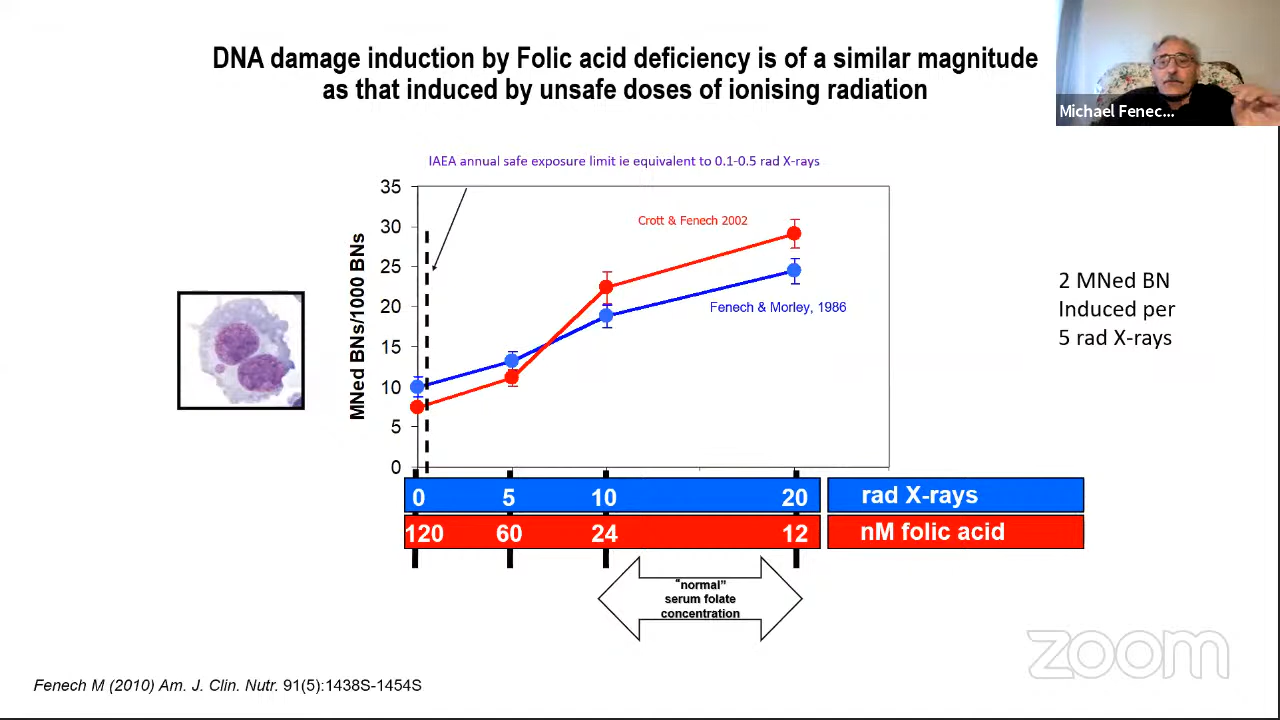 DNA damage induction by Folic acid deficiency is of a similar magnitude
as that induced by unsafe doses of ionising radiation
Michael Fenec...
IAEA annual safe exposure limit ie equivalent to 0.1-0.5 rad X-rays
MNed BNs/1000 BNs
35
30
25
20
15
10
5
0
Crott & Fenech 2002
Fenech & Morley, 1986
2 MNed BN
Induced per
5 rad X-rays
0 5 10 20 rad X-rays
120 60 24 12 nM folic acid
“normal”
serum folate
concentration
zoom
Fenech M (2010) Am. J. Clin. Nutr. 91(5):1438S-1454S